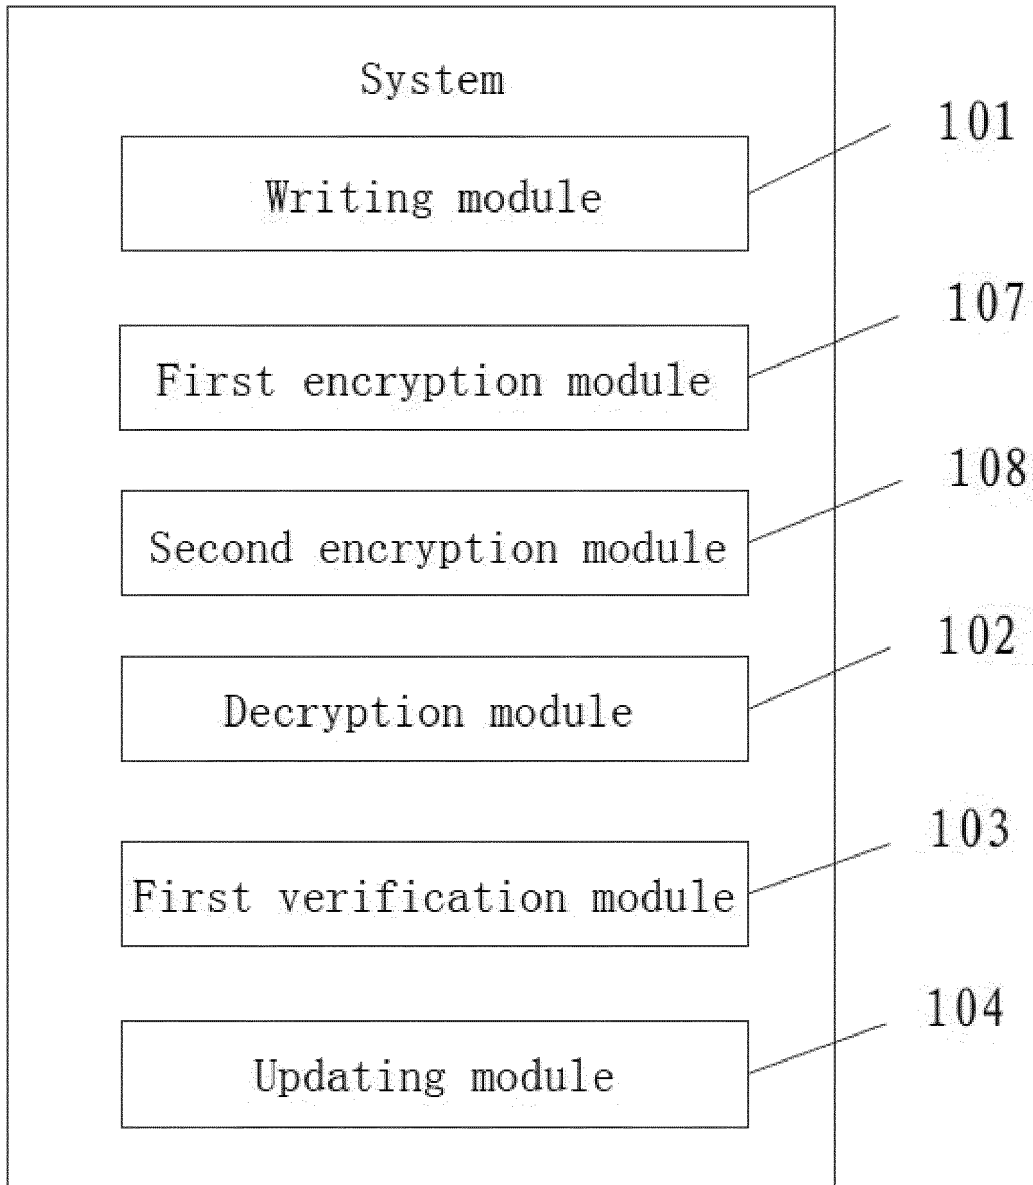 System
Writing module
101
First encryption module
107
Second encryption module
108
Decryption module
102
First verification module
103
Updating module
104